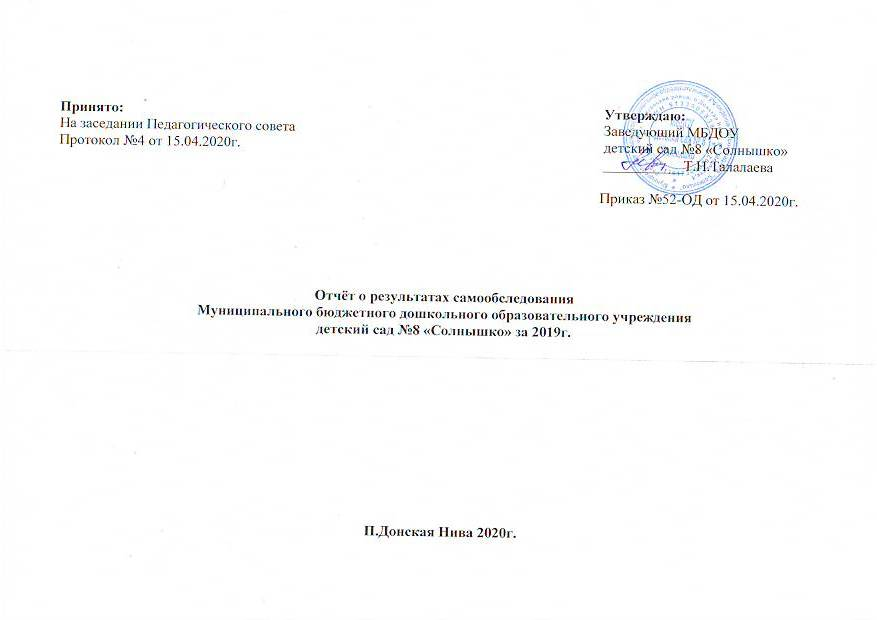 Принято:
На заседании Педагогического совета
Протокол №4 от 15.04.2020г.
Утверждаю:
Заведующий МБДОУ
детский сад №8 «Солнышко»
Т.Н.Талалаева
Приказ №52-ОД от 15.04.2020г.
Отчёт о результатах самообследования
Муниципального бюджетного дошкольного образовательного учреждения
детский сад №8 «Солнышко» за 2019г.
П.Донская Нива 2020г.